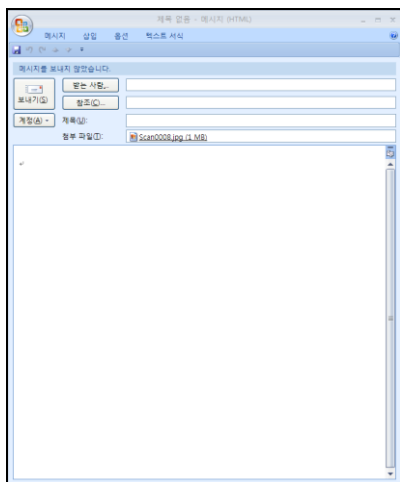 제목 없음 - 메시지 (HTML)
메시지 삽입 옵션 텍스트 서식
메시지를 보내지 않았습니다.
보내기(S)
받는 사람...
참조(C)...
계정(A)
제목(U):
첨부 파일(T):
Scan0008.jpg (1 MB)